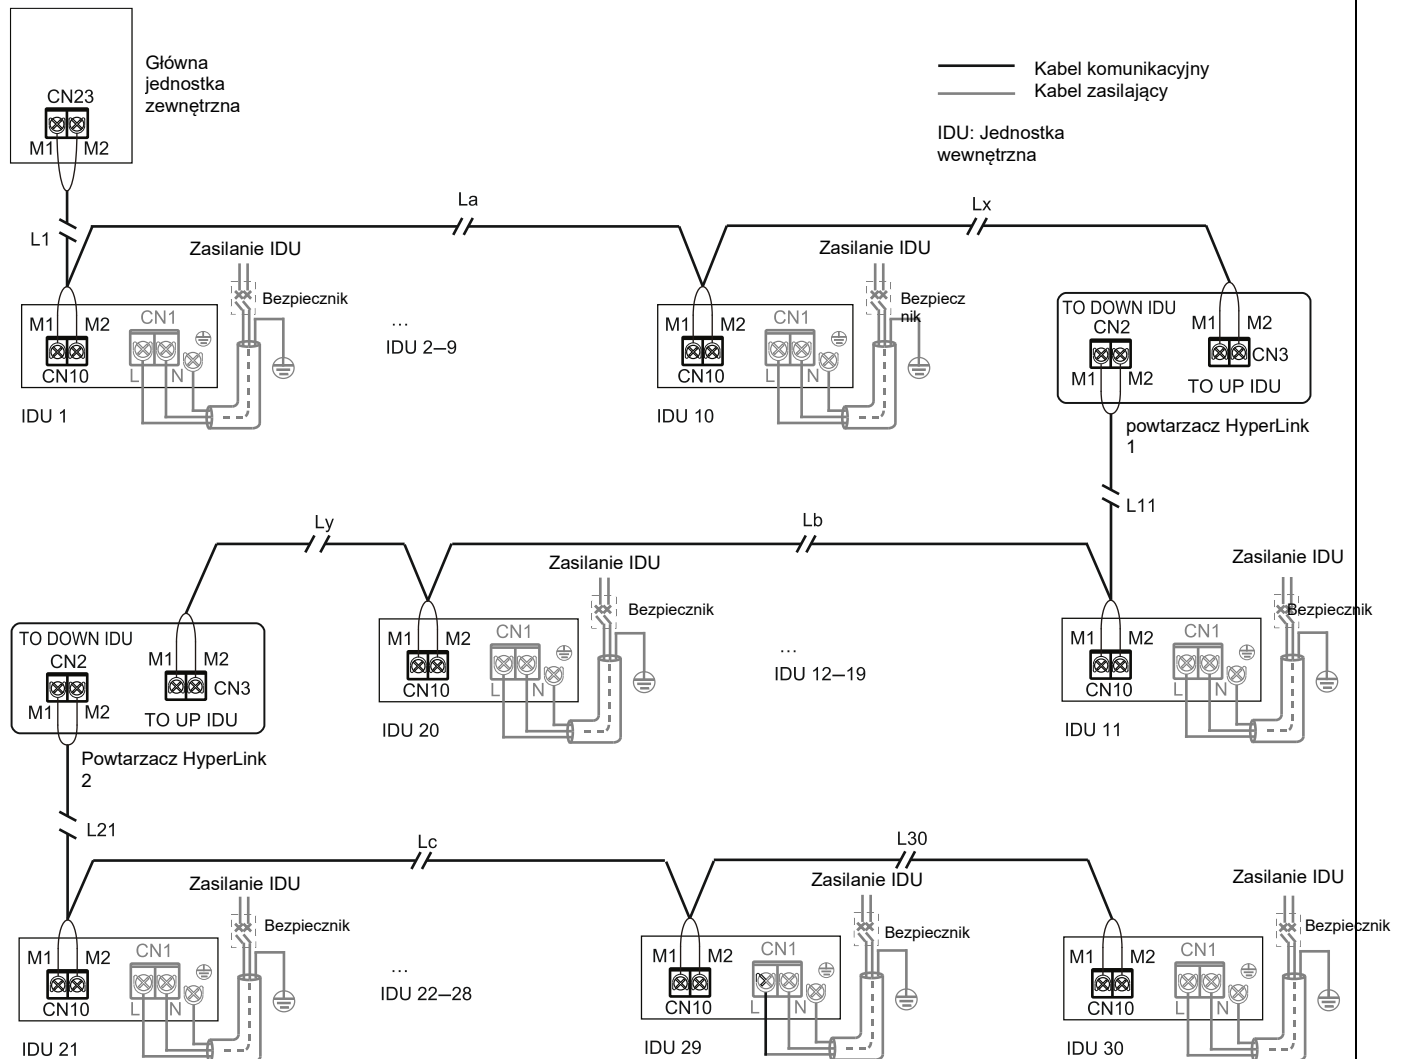 Główna
jednostka
zewnętrzna
CN23
M1 M2
Kabel komunikacyjny
Kabel zasilający
IDU: Jednostka
wewnętrzna
L1
La
Lx
Zasilanie IDU
Bezpiecznik
M1 M2
CN1
CN10
L N
IDU 1
...
IDU 2–9
Zasilanie IDU
Bezpiecz
nik
M1 M2
CN1
CN10
L N
IDU 10
TO DOWN IDU
CN2
M1 M2
M1 M2
CN3
TO UP IDU
powtarzacz HyperLink
1
L11
Ly
Lb
TO DOWN IDU
CN2
M1 M2
M1 M2
CN3
TO UP IDU
Powtarzacz HyperLink
2
Zasilanie IDU
Bezpiecznik
M1 M2
CN1
CN10
L N
IDU 20
...
IDU 12–19
Zasilanie IDU
Bezpiecznik
M1 M2
CN1
CN10
L N
IDU 11
L21
Lc
L30
Zasilanie IDU
Bezpiecznik
M1 M2
CN1
CN10
L N
IDU 21
...
IDU 22–28
Zasilanie IDU
Bezpiecznik
M1 M2
CN1
CN10
L N
IDU 29
Zasilanie IDU
Bezpiecznik
M1 M2
CN1
CN10
L N
IDU 30